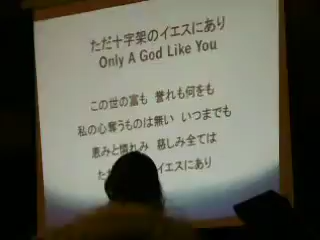 ただ十字架のイエスにあり
Only A God Like You
この世の富も 誉れも何をも
私の心奪うものは無い いつまでも
恵みと憐れみ 慈しみ全ては
イエスにあり